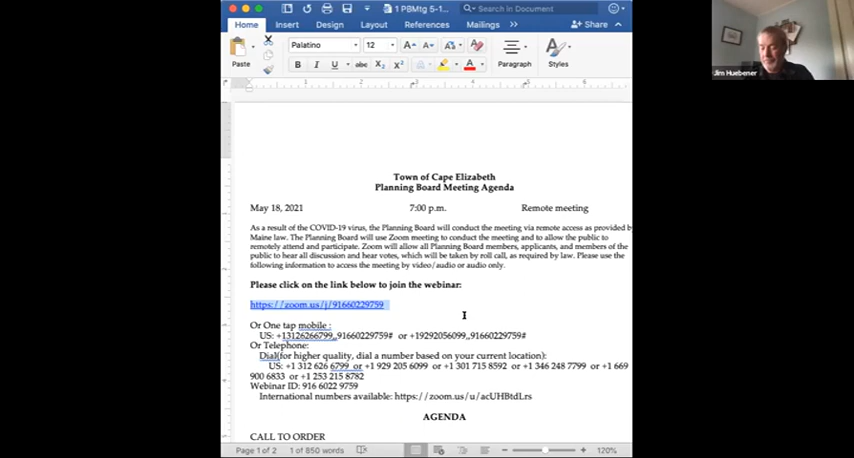 1 PBMtg 5-1...
Search in Document
Home Insert Design Layout References Mailings >> Share
Paste
Palatino 12
B I U abc X2 X2
Paragraph
Styles
Jim Huebener
1 2 3 4 5 6
Town of Cape Elizabeth
Planning Board Meeting Agenda
May 18, 2021 7:00 p.m. Remote meeting
As a result of the COVID-19 virus, the Planning Board will conduct the meeting via remote access as provided b
Maine law. The Planning Board will use Zoom meeting to conduct the meeting and to allow the public to
remotely attend and participate. Zoom will allow all Planning Board members, applicants, and members of the
public to hear all discussion and hear votes, which will be taken by roll call, as required by law. Please use the
following information to access the meeting by video/audio or audio only.
Please click on the link below to join the webinar:
https://zoom.us/j/91660229759
Or One tap mobile :
US: +13126266799,,91660229759# or +19292056099,,91660229759#
Or Telephone:
Dial(for higher quality, dial a number based on your current location):
US: +1 312 626 6799 or +1 929 205 6099 or +1 301 715 8592 or +1 346 248 7799 or +1 669
900 6833 or +1 253 215 8782
Webinar ID: 916 6022 9759
International numbers available: https://zoom.us/u/acUHBtdLrs
AGENDA
CALL TO ORDER
Page 1 of 2 1 of 850 words 120%